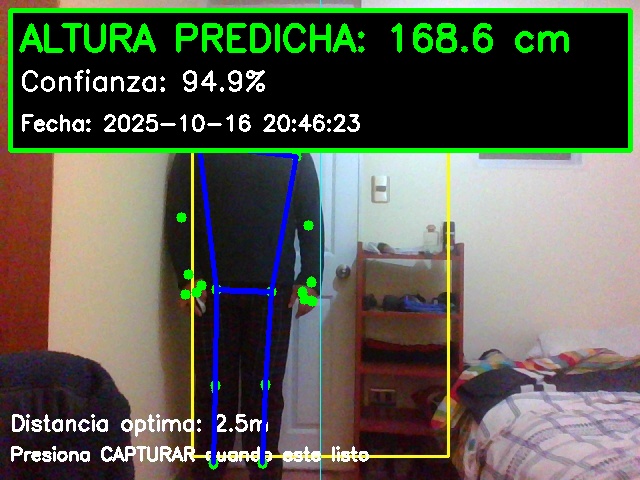 ALTURA PREDICHA: 168.6 cm
Confianza: 94.9%
Fecha: 2025-10-16 20:46:23
Distancia optima: 2.5m
Presiona CAPTURAR cuando este listo